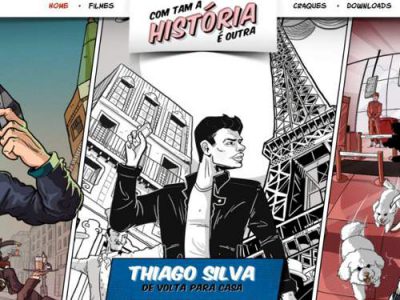 HOME • FILMES
COM TAM A
HISTÓRIA
É OUTRA
CRAQUES • DOWNLOADS
THIAGO SILVA
DE VOLTA PARA CASA